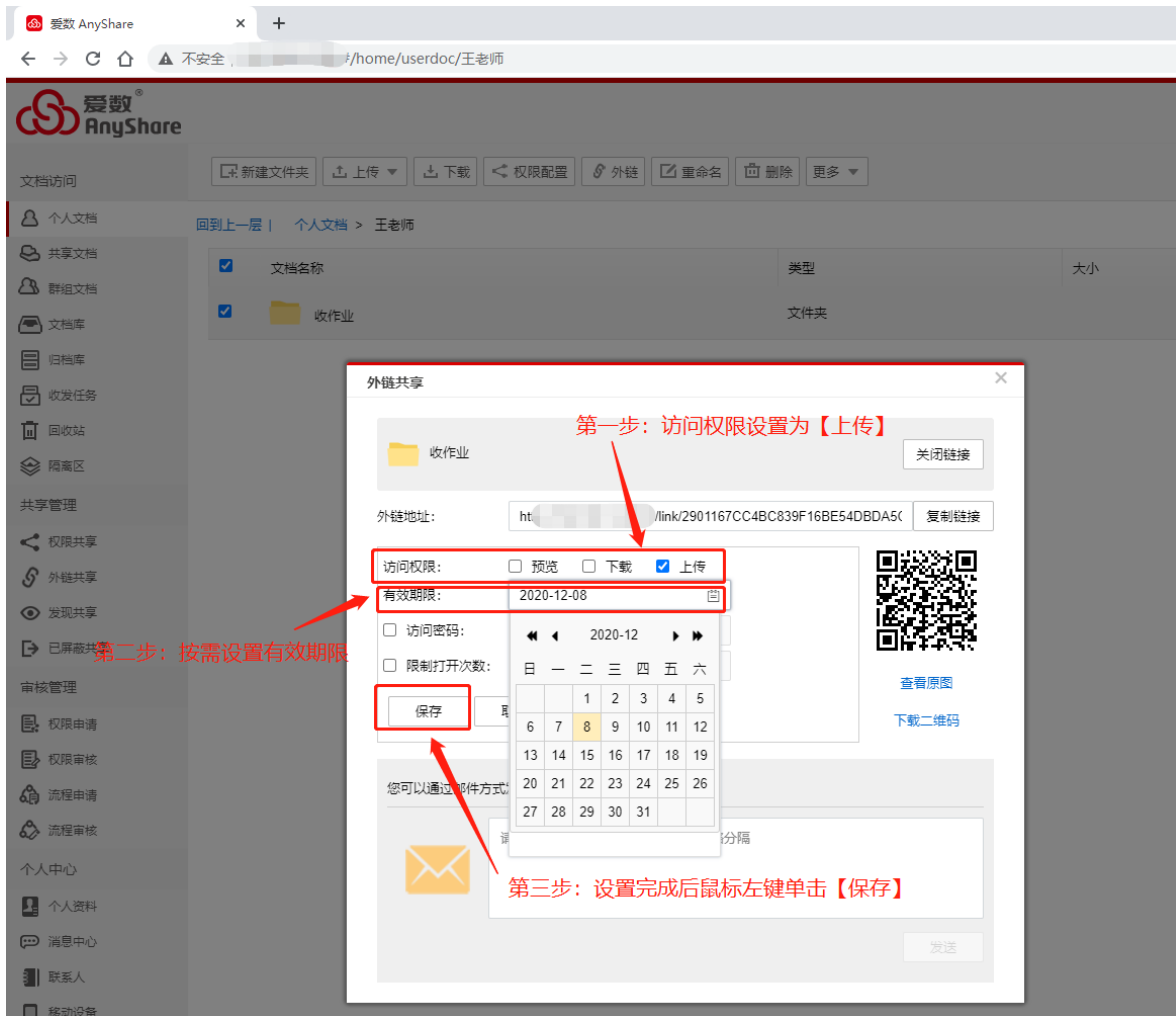 爱数 AnyShare
不安全 #/home/userdoc/王老师
爱数®
AnyShare
新建文件夹 上传 下载 权限配置 外链 重命名 删除 更多
文档访问
个人文档
共享文档
群组文档
文档库
归档库
收发任务
回收站
隔离区
共享管理
权限共享
外链共享
发现共享
已屏蔽共享
审核管理
权限申请
权限审核
流程申请
流程审核
个人中心
个人资料
消息中心
联系人
移动设备
回到上一层 | 个人文档 > 王老师
文档名称 类型 大小
收作业 文件夹
外链共享
第一步：访问权限设置为【上传】
收作业 关闭链接
外链地址： ht /link/2901167CC4BC839F16BE54DBDA5 复制链接
访问权限： 预览 下载 上传
有效期限： 2020-12-08
访问密码：
限制打开次数：
第二步：按需设置有效期限
保存
2020-12
日 一 二 三 四 五 六
1 2 3 4 5
6 7 8 9 10 11 12
13 14 15 16 17 18 19
20 21 22 23 24 25 26
27 28 29 30 31
查看原图
下载二维码
您可以通过邮件方式
分隔
第三步：设置完成后鼠标左键单击【保存】
发送